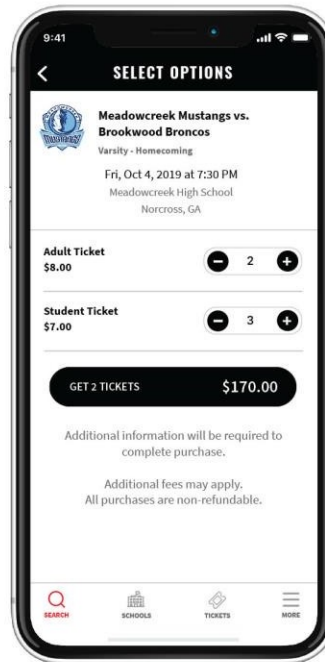 9:41
SELECT OPTIONS
MUSTANGS
Meadowcreek Mustangs vs.
Brookwood Broncos
Varsity - Homecoming
Fri, Oct 4, 2019 at 7:30 PM
Meadowcreek High School
Norcross, GA
Adult Ticket
$8.00
2
Student Ticket
$7.00
3
GET 2 TICKETS $170.00
Additional information will be required to
complete purchase.
Additional fees may apply.
All purchases are non-refundable.
SEARCH SCHOOLS TICKETS MORE